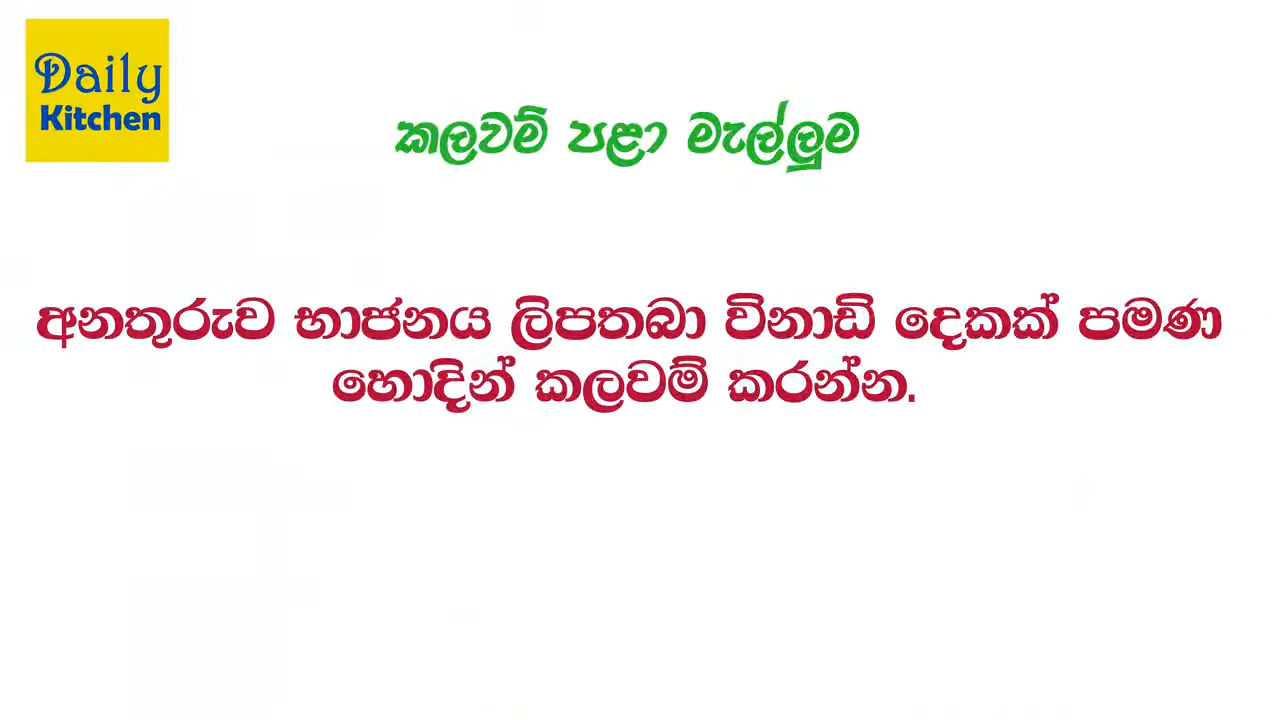 Daily
Kitchen
කලවම් පළා මැල්ලූම
අනතුරුව භාජනය ලිපතබා විනාඩි දෙකක් පමණ
හොදින් කලවම් කරන්න.